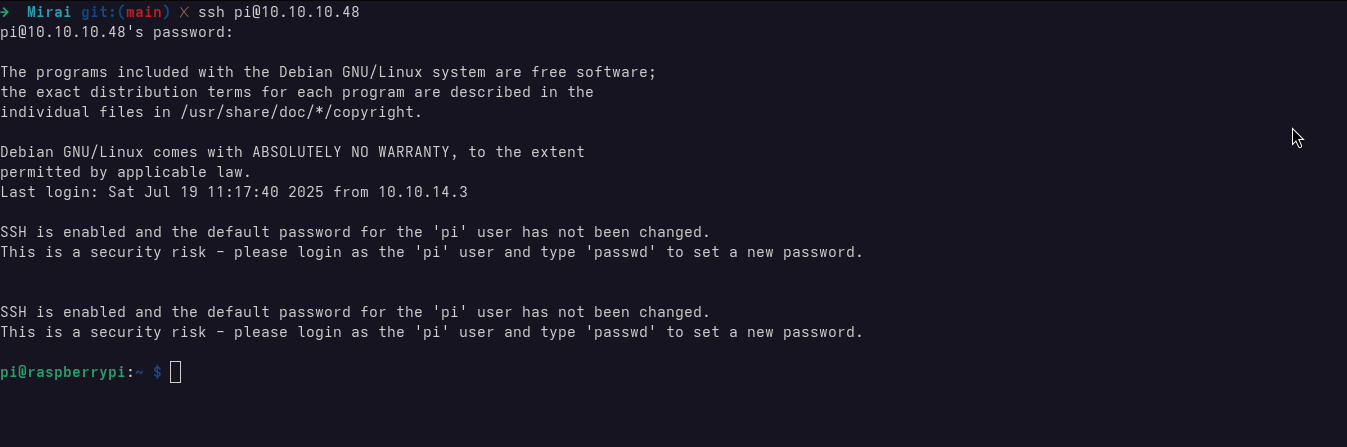 → Mirai git:(main) ✗ ssh pi@10.10.10.48
pi@10.10.10.48's password:
The programs included with the Debian GNU/Linux system are free software;
the exact distribution terms for each program are described in the
individual files in /usr/share/doc/*/copyright.
Debian GNU/Linux comes with ABSOLUTELY NO WARRANTY, to the extent
permitted by applicable law.
Last login: Sat Jul 19 11:17:40 2025 from 10.10.14.3
SSH is enabled and the default password for the 'pi' user has not been changed.
This is a security risk - please login as the 'pi' user and type 'passwd' to set a new password.
SSH is enabled and the default password for the 'pi' user has not been changed.
This is a security risk - please login as the 'pi' user and type 'passwd' to set a new password.
pi@raspberrypi:~ $